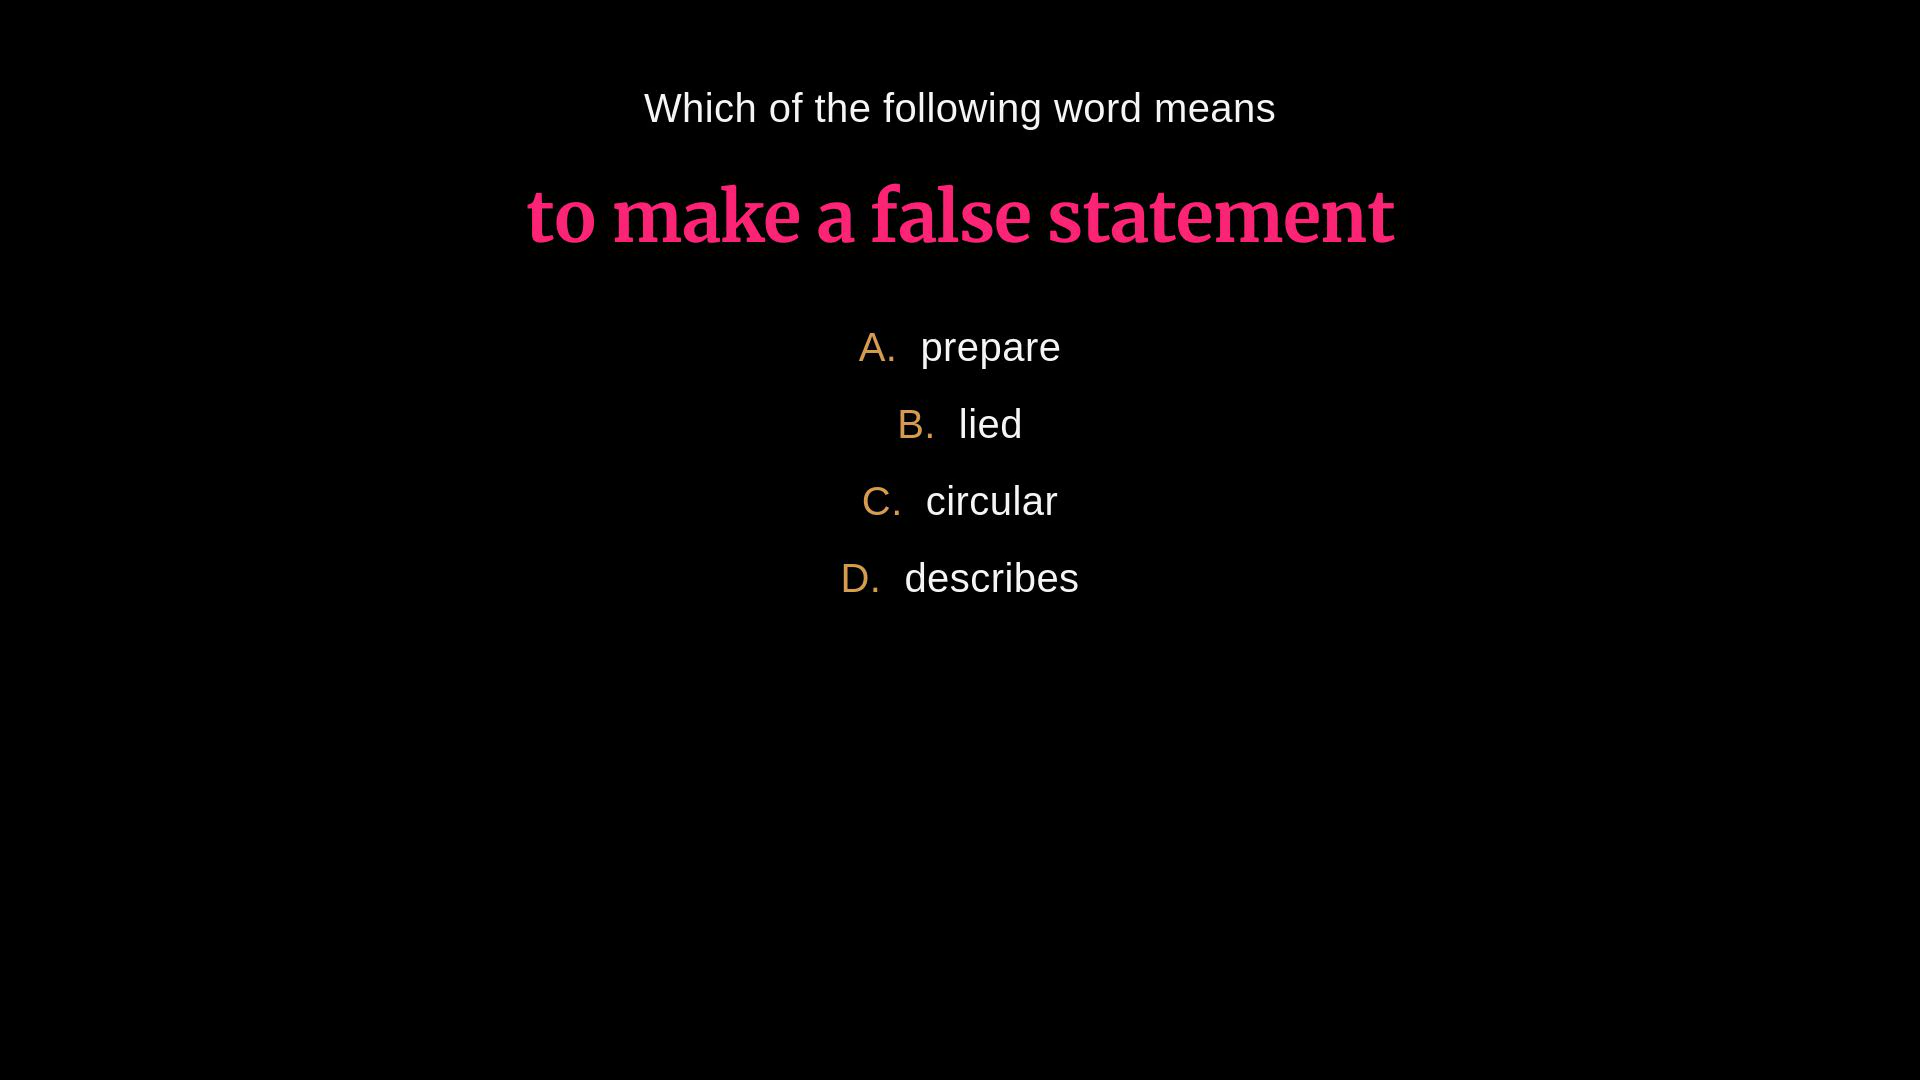 Which of the following word means
to make a false statement
A. prepare
B. lied
C. circular
D. describes